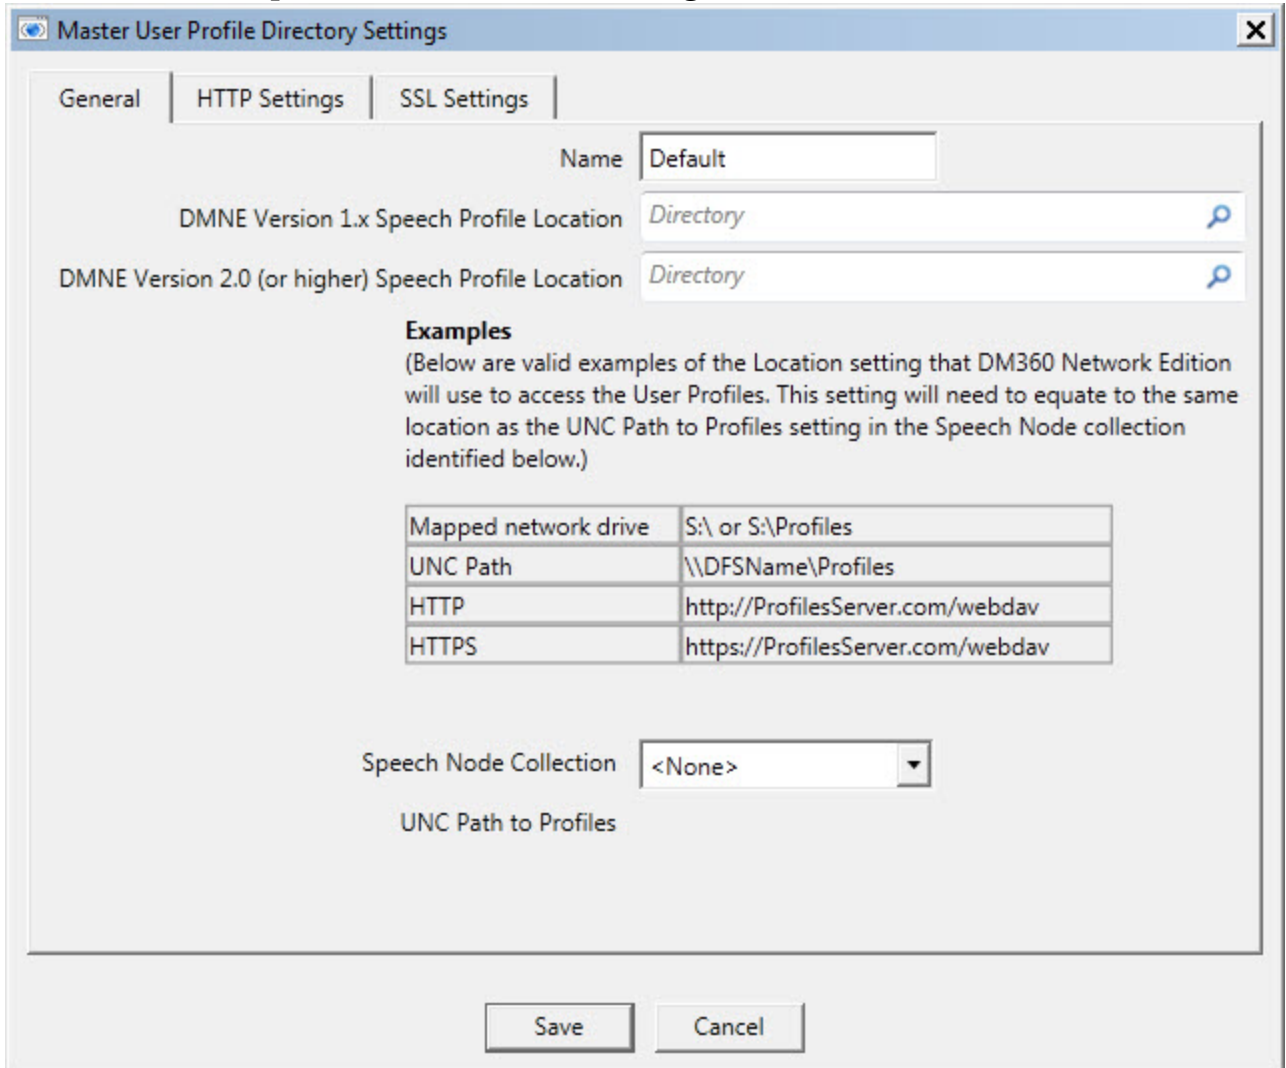 Master User Profile Directory Settings
General
HTTP Settings
SSL Settings
Name
Default
DMNE Version 1.x Speech Profile Location
Directory
DMNE Version 2.0 (or higher) Speech Profile Location
Directory
Examples
(Below are valid examples of the Location setting that DM360 Network Edition
will use to access the User Profiles. This setting will need to equate to the same
location as the UNC Path to Profiles setting in the Speech Node collection
identified below.)
Mapped network drive
S:\ or S:\Profiles
UNC Path
\\DFSName\Profiles
HTTP
http://ProfilesServer.com/webdav
HTTPS
https://ProfilesServer.com/webdav
Speech Node Collection
<None>
UNC Path to Profiles
Save
Cancel